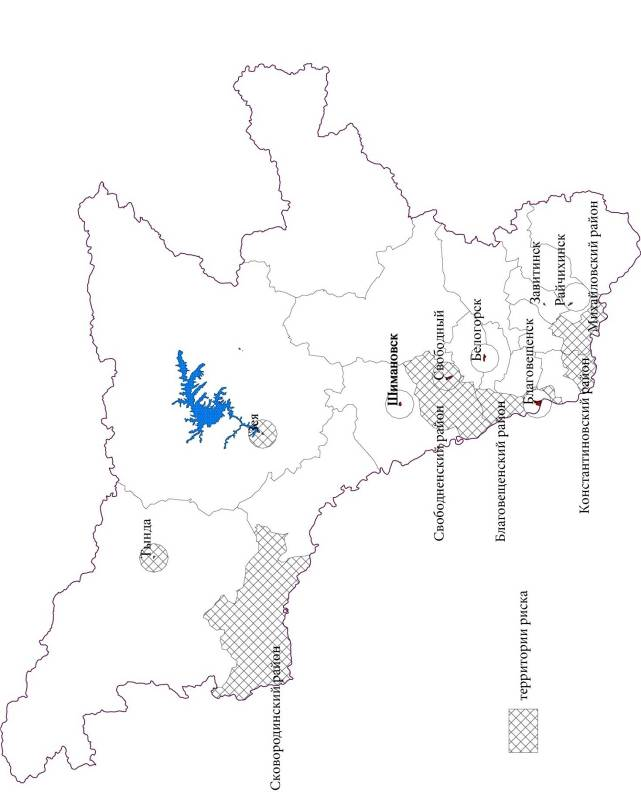 Тында
Зея
Сковородинский район
Шимановск
Свободный
Белогорск
Завитинск
Райчихинск
Благовещенск
Михайловский район
Свободненский район
Благовещенский район
Константиновский район
территории риска